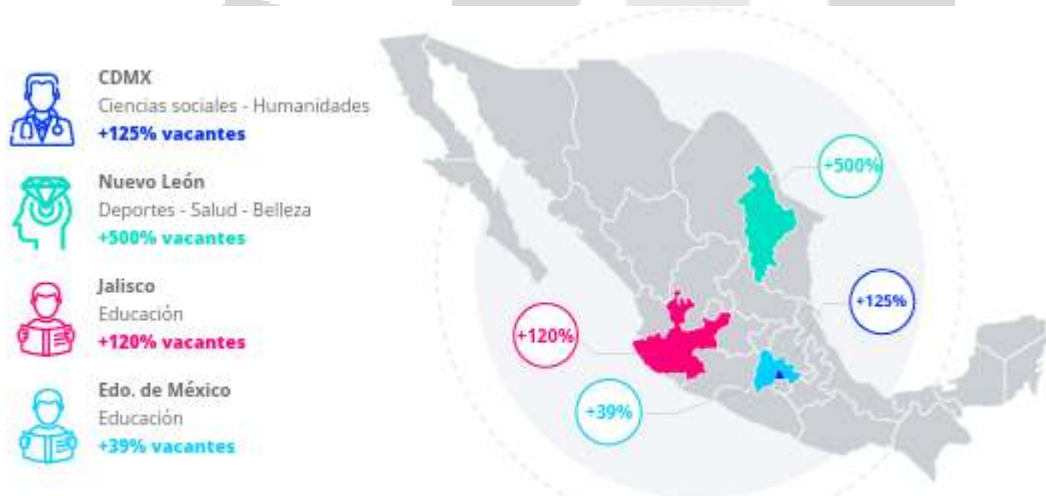 CDMX
Ciencias sociales - Humanidades
+125% vacantes
Nuevo León
Deportes - Salud - Belleza
+500% vacantes
Jalisco
Educación
+120% vacantes
Edo. de México
Educación
+39% vacantes
+500%
+125%
+120%
+39%